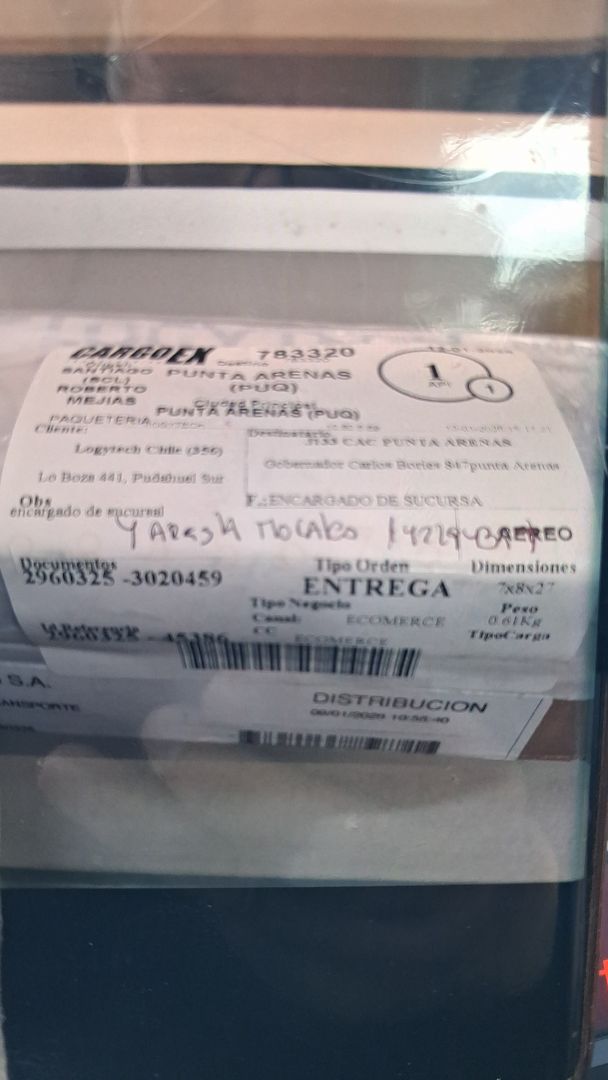 CARGOEX 783320
SANTIAGO PUNTA ARENAS
(SCL) (PUQ) 1
ROBERTO
MEJIAS Ciudad Principal
PAQUETERIA PUNTA ARENAS (PUQ)
Cliente: Destinatario
Logytech Chile (356) J133 CAC PUNTA ARENAS
Lo Boza 441, Pudahuel Sur Gobernador Carlos Bories 847punta Arenas
Obs F.:ENCARGADO DE SUCURSA
encargado de sucursal
AEREO
Documentos Tipo Orden Dimensiones
2960325 -3020459 ENTREGA 7x8x27
Tipo Negocio Peso
Canal: ECOMERCE 0.61Kg
CC ECOMERCE TipoCarga
S.A.
DISTRIBUCION